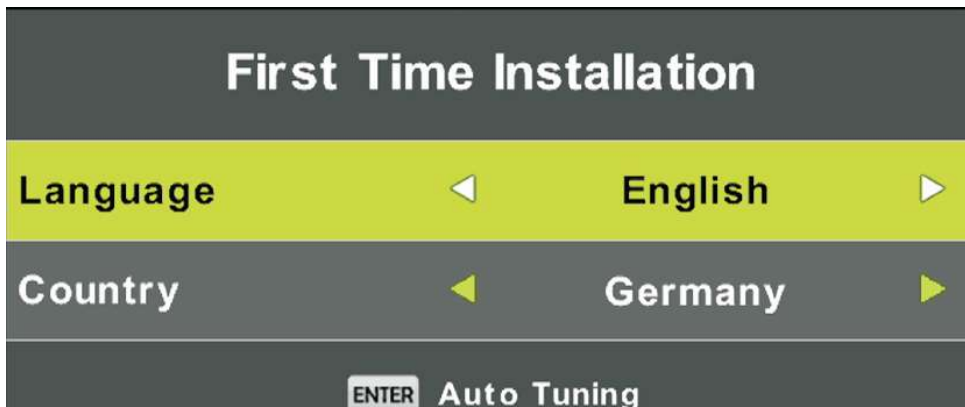 First Time Installation
Language English
Country Germany
ENTER Auto Tuning